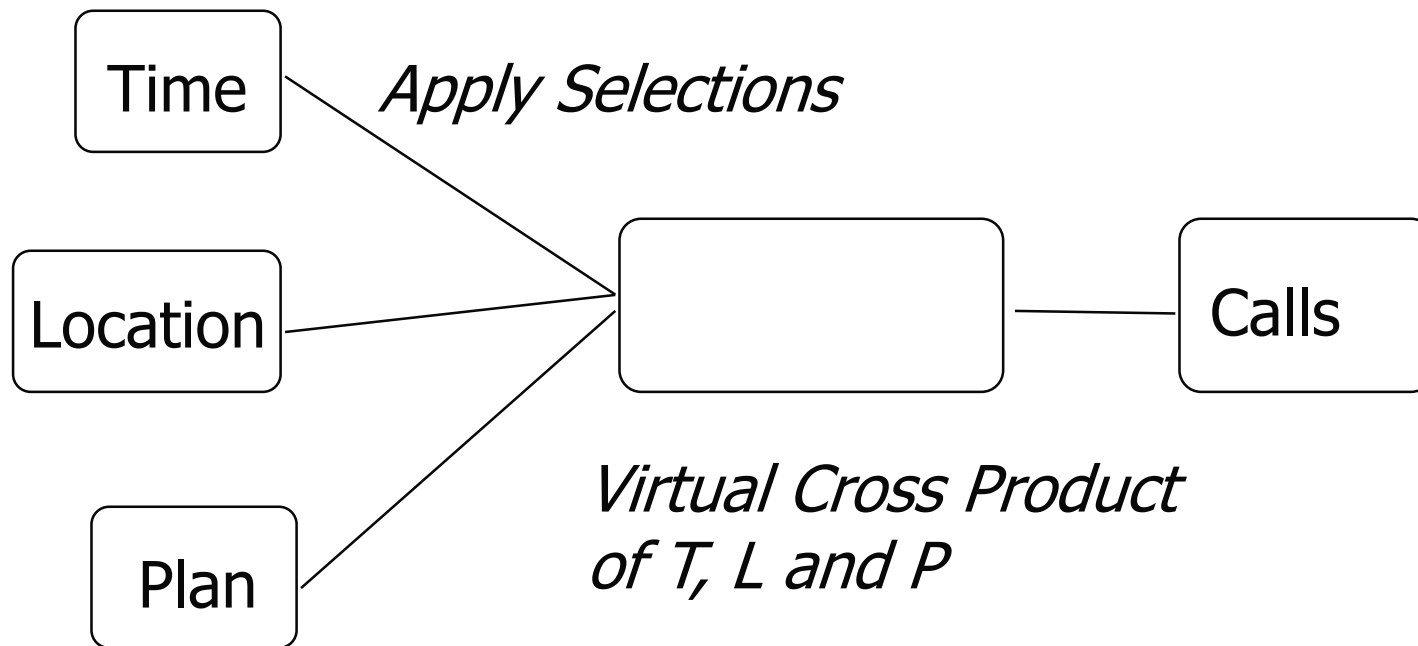 Time
Apply Selections
Location
Calls
Virtual Cross Product
of T, L and P
Plan